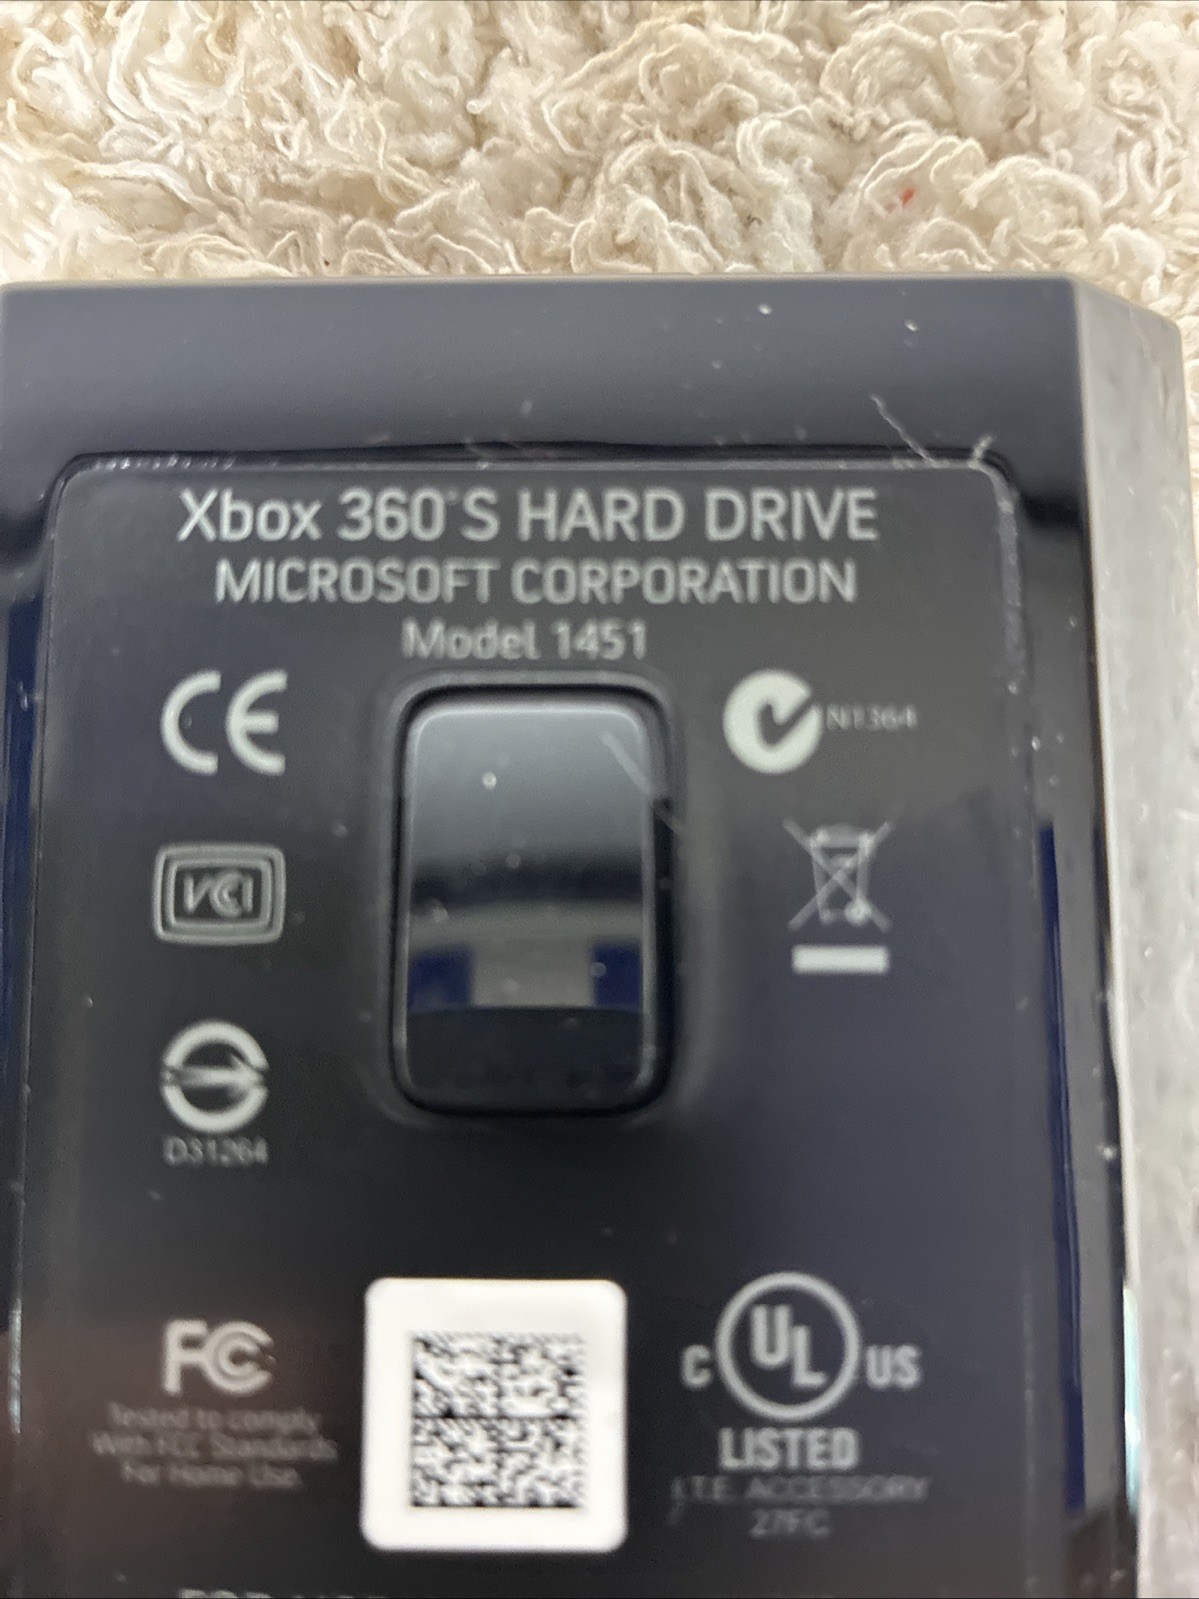 Xbox 360® S HARD DRIVE
MICROSOFT CORPORATION
Model 1451
CE
N1364
VCI
D31264
FC
Tested to comply
With FCC Standards
For Home Use.
C UL US
LISTED
I.T.E. ACCESSORY
27FC